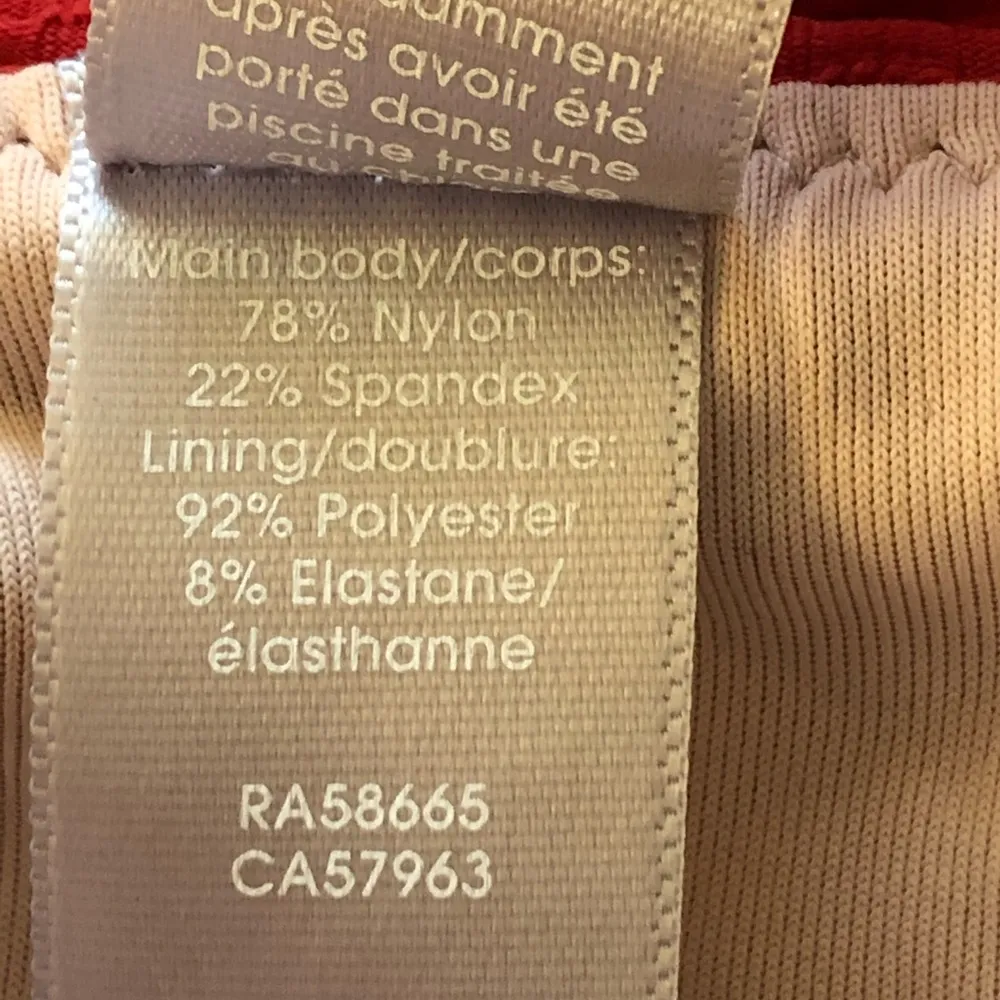 après avoir été
porté dans une
piscine traitée
Main body/corps:
78% Nylon
22% Spandex
Lining/doublure:
92% Polyester
8% Elastane/
élasthanne
RA58665
CA57963